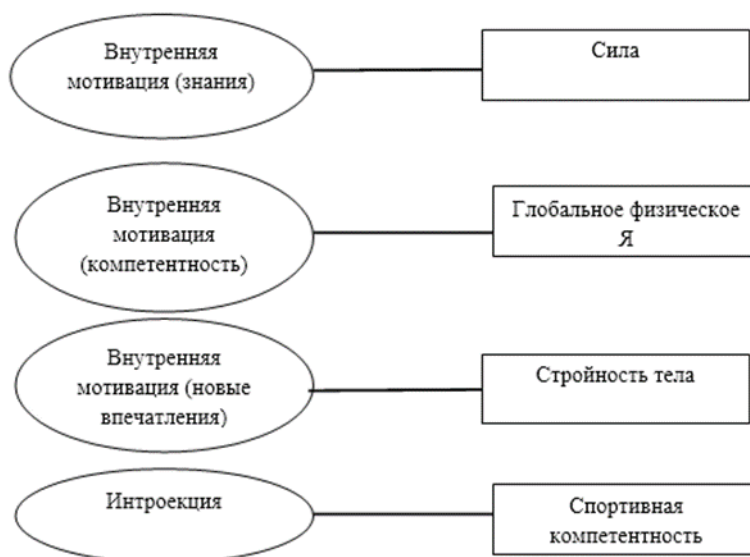 Внутренняя
мотивация (знания)
Сила
Внутренняя
мотивация
(компетентность)
Глобальное физическое
Я
Внутренняя
мотивация (новые
впечатления)
Стройность тела
Интроекция
Спортивная
компетентность